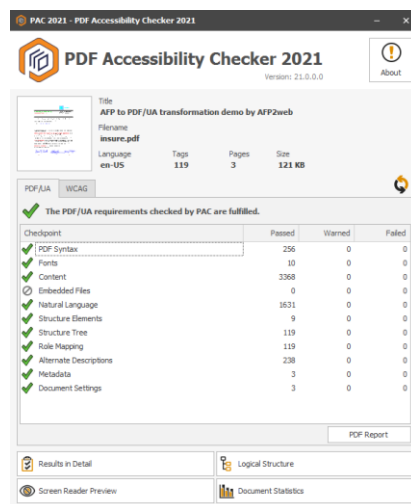 PAC 2021 - PDF Accessibility Checker 2021
PDF Accessibility Checker 2021
Version: 21.0.0.0
About
Title
AFP to PDF/UA transformation demo by AFP2web
Filename
insure.pdf
Language Tags Pages Size
en-US 119 3 121 KB
PDF/UA WCAG
The PDF/UA requirements checked by PAC are fulfilled.
Checkpoint Passed Warned Failed
PDF Syntax 256 0 0
Fonts 10 0 0
Content 3368 0 0
Embedded Files 0 0 0
Natural Language 1631 0 0
Structure Elements 9 0 0
Structure Tree 119 0 0
Role Mapping 119 0 0
Alternate Descriptions 238 0 0
Metadata 3 0 0
Document Settings 3 0 0
PDF Report
Results in Detail Logical Structure
Screen Reader Preview Document Statistics